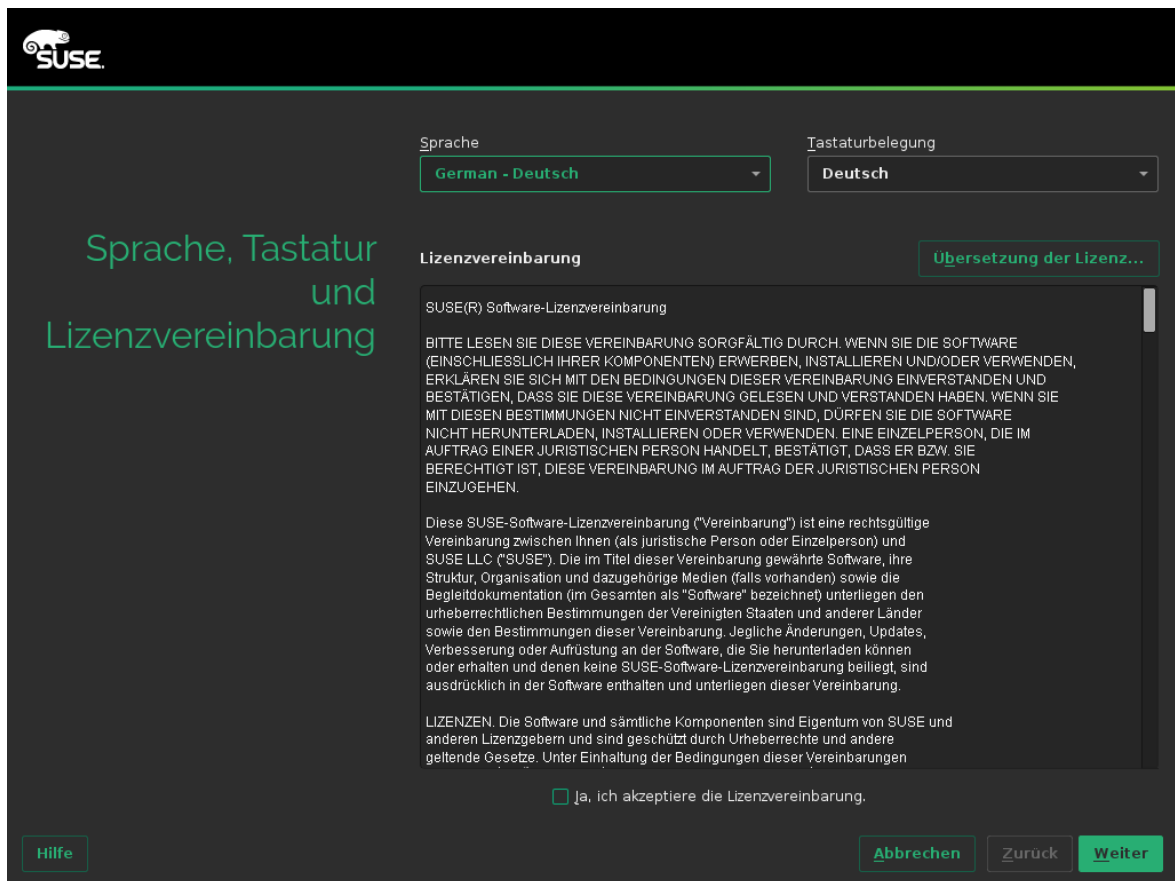 SUSE.
Sprache
Tastaturbelegung
German - Deutsch
Deutsch
Sprache, Tastatur
und
Lizenzvereinbarung
Lizenzvereinbarung
Übersetzung der Lizenz...
SUSE(R) Software-Lizenzvereinbarung
BITTE LESEN SIE DIESE VEREINBARUNG SORGFÄLTIG DURCH. WENN SIE DIE SOFTWARE
(EINSCHLIESSLICH IHRER KOMPONENTEN) ERWERBEN, INSTALLIEREN UND/ODER VERWENDEN,
ERKLÄREN SIE SICH MIT DEN BEDINGUNGEN DIESER VEREINBARUNG EINVERSTANDEN UND
BESTÄTIGEN, DASS SIE DIESE VEREINBARUNG GELESEN UND VERSTANDEN HABEN. WENN SIE
MIT DIESEN BESTIMMUNGEN NICHT EINVERSTANDEN SIND, DÜRFEN SIE DIE SOFTWARE
NICHT HERUNTERLADEN, INSTALLIEREN ODER VERWENDEN. EINE EINZELPERSON, DIE IM
AUFTRAG EINER JURISTISCHEN PERSON HANDELT, BESTÄTIGT, DASS ER BZW. SIE
BERECHTIGT IST, DIESE VEREINBARUNG IM AUFTRAG DER JURISTISCHEN PERSON
EINZUGEHEN.
Diese SUSE-Software-Lizenzvereinbarung ("Vereinbarung") ist eine rechtsgültige
Vereinbarung zwischen Ihnen (als juristische Person oder Einzelperson) und
SUSE LLC ("SUSE"). Die im Titel dieser Vereinbarung gewährte Software, ihre
Struktur, Organisation und dazugehörige Medien (falls vorhanden) sowie die
Begleitdokumentation (im Gesamten als "Software" bezeichnet) unterliegen den
urheberrechtlichen Bestimmungen der Vereinigten Staaten und anderer Länder
sowie den Bestimmungen dieser Vereinbarung. Jegliche Änderungen, Updates,
Verbesserung oder Aufrüstung an der Software, die Sie herunterladen können
oder erhalten und denen keine SUSE-Software-Lizenzvereinbarung beiliegt, sind
ausdrücklich in der Software enthalten und unterliegen dieser Vereinbarung.
LIZENZEN. Die Software und sämtliche Komponenten sind Eigentum von SUSE und
anderen Lizenzgebern und sind geschützt durch Urheberrechte und andere
geltende Gesetze. Unter Einhaltung der Bedingungen dieser Vereinbarungen
Ja, ich akzeptiere die Lizenzvereinbarung.
Hilfe
Abbrechen
Zurück
Weiter